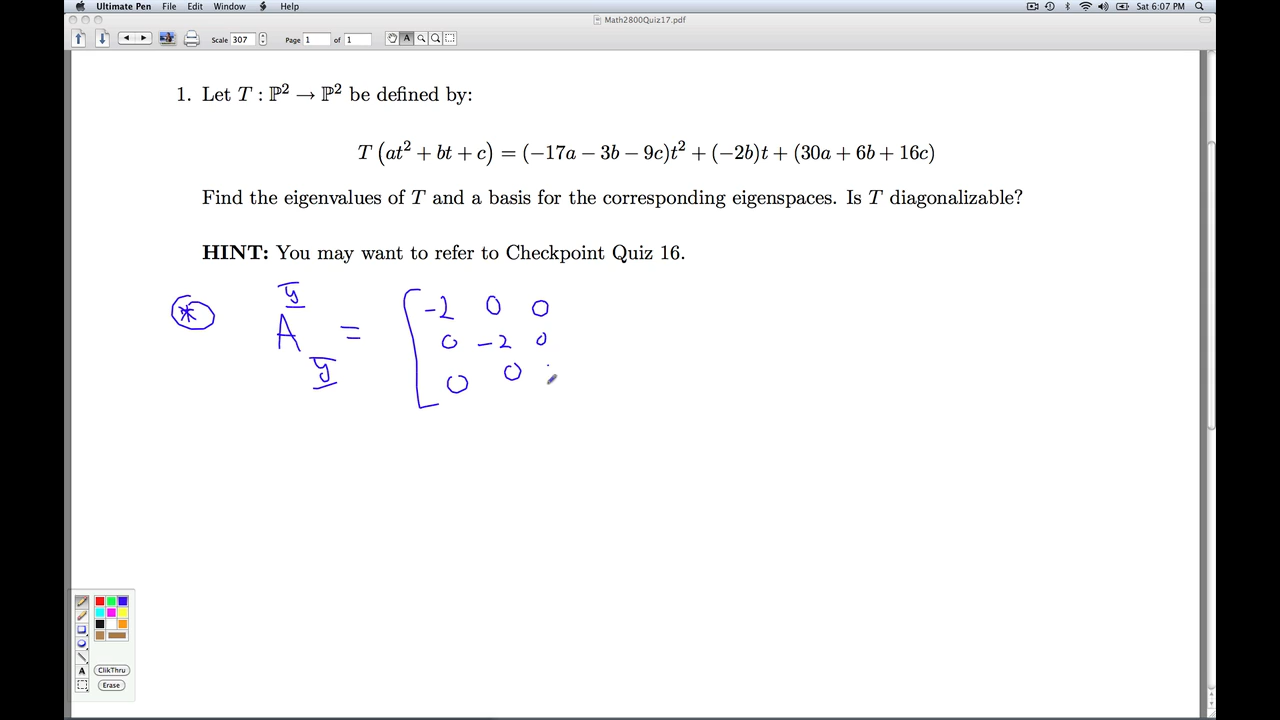 Ultimate Pen File Edit Window Help Sat 6:07 PM
Math2800Quiz17.pdf
Scale 307 Page 1 of 1 A
1. Let T : ℙ² → ℙ² be defined by:
T (at² + bt + c) = (−17a − 3b − 9c)t² + (−2b)t + (30a + 6b + 16c)
Find the eigenvalues of T and a basis for the corresponding eigenspaces. Is T diagonalizable?
HINT: You may want to refer to Checkpoint Quiz 16.
* A =
-2 0 0
0 -2 0
0 0
A
ClikThru
Erase